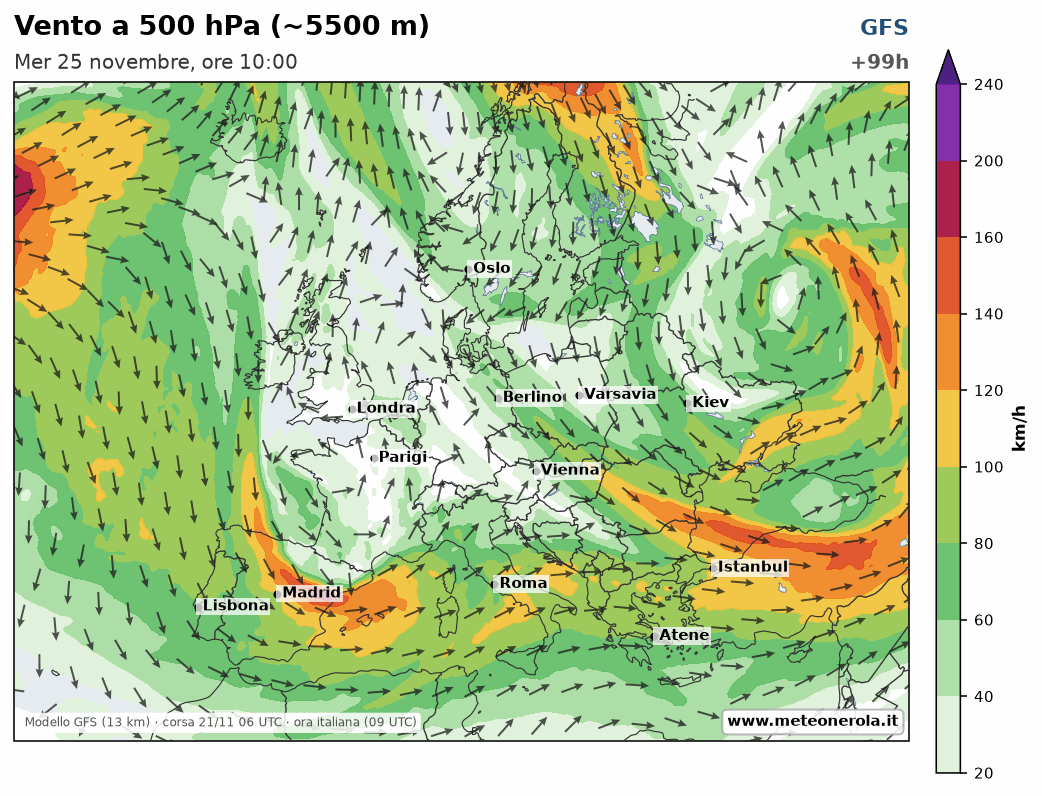 Vento a 500 hPa (~5500 m)
GFS
Mer 25 novembre, ore 10:00
+99h
240
200
160
140
120
100
80
60
40
20
km/h
Oslo
Londra
Berlino
Varsavia
Kiev
Parigi
Vienna
Istanbul
Madrid
Roma
Lisbona
Atene
Modello GFS (13 km) · corsa 21/11 06 UTC · ora italiana (09 UTC)
www.meteonerola.it